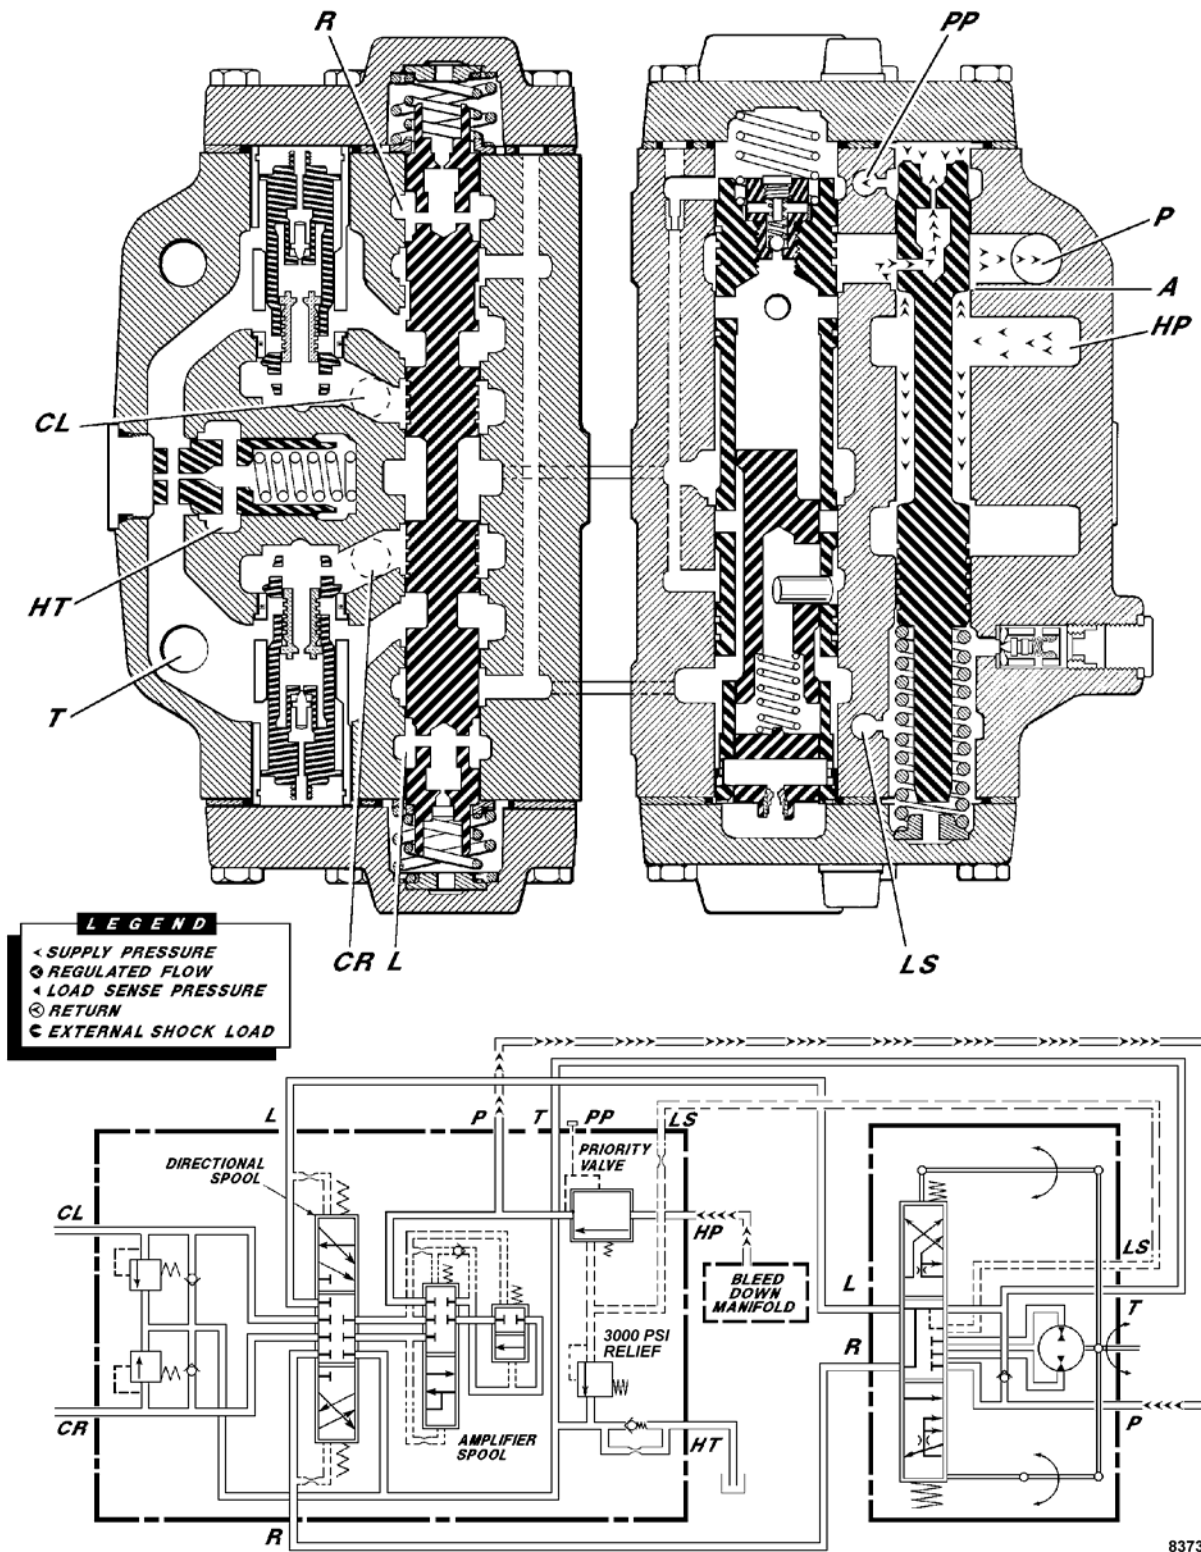 R
PP
P
A
HP
CL
HT
T
CR L
LS
LEGEND
SUPPLY PRESSURE
REGULATED FLOW
LOAD SENSE PRESSURE
RETURN
EXTERNAL SHOCK LOAD
L
P
T
PP
LS
DIRECTIONAL
SPOOL
PRIORITY
VALVE
CL
HP
BLEED
DOWN
MANIFOLD
LS
L
T
3000 PSI
RELIEF
R
CR
AMPLIFIER
SPOOL
HT
P
R
8373